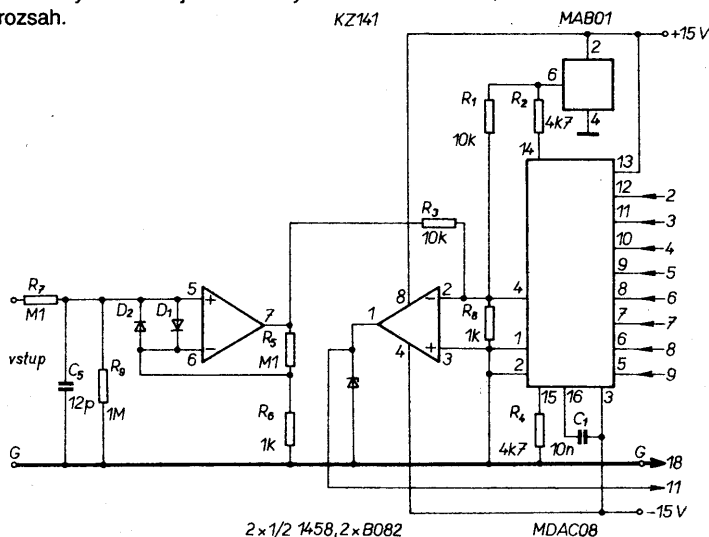 rozsah.
KZ141
MAB01
+15V
2
6
4
R1
10k
R2
4k7
14
13
12
2
11
3
10
4
9
5
8
6
7
7
6
8
5
9
R3
10k
8
2
1
4
3
R8
1k
4
1
2
15
16
3
R4
4k7
C1
10n
R7
M1
vstup
D2
D1
5
6
7
R5
M1
C5
12p
R9
1M
R6
1k
G
G
18
11
-15V
2×1/2 1458, 2×B082
MDAC08